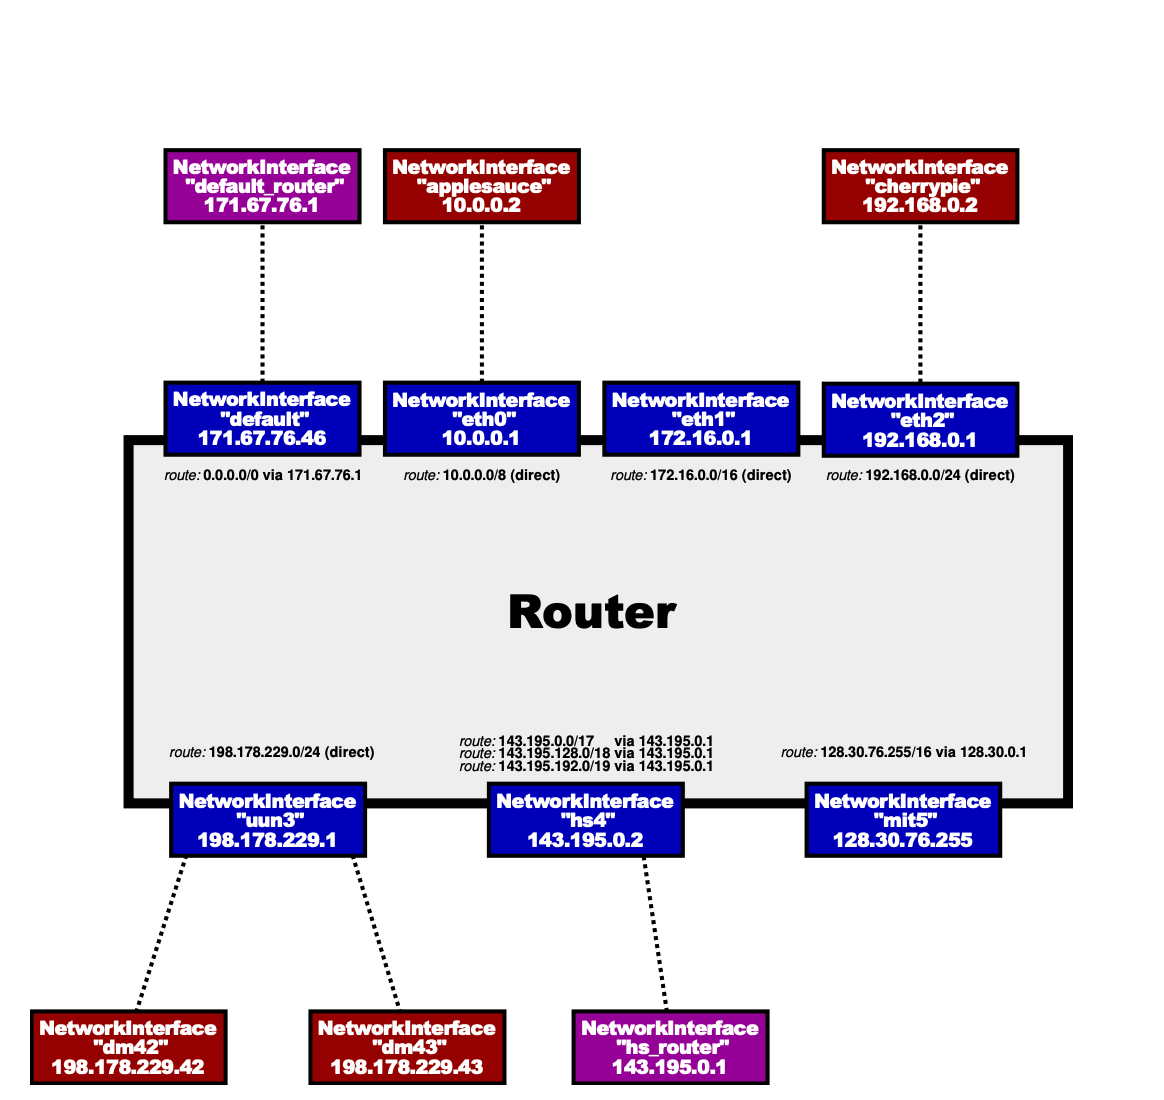 NetworkInterface
"default_router"
171.67.76.1
NetworkInterface
"applesauce"
10.0.0.2
NetworkInterface
"cherrypie"
192.168.0.2
NetworkInterface
"default"
171.67.76.46
NetworkInterface
"eth0"
10.0.0.1
NetworkInterface
"eth1"
172.16.0.1
NetworkInterface
"eth2"
192.168.0.1
route: 0.0.0.0/0 via 171.67.76.1
route: 10.0.0.0/8 (direct)
route: 172.16.0.0/16 (direct)
route: 192.168.0.0/24 (direct)
Router
route: 198.178.229.0/24 (direct)
route: 143.195.0.0/17 via 143.195.0.1
route: 143.195.128.0/18 via 143.195.0.1
route: 143.195.192.0/19 via 143.195.0.1
route: 128.30.76.255/16 via 128.30.0.1
NetworkInterface
"uun3"
198.178.229.1
NetworkInterface
"hs4"
143.195.0.2
NetworkInterface
"mit5"
128.30.76.255
NetworkInterface
"dm42"
198.178.229.42
NetworkInterface
"dm43"
198.178.229.43
NetworkInterface
"hs_router"
143.195.0.1